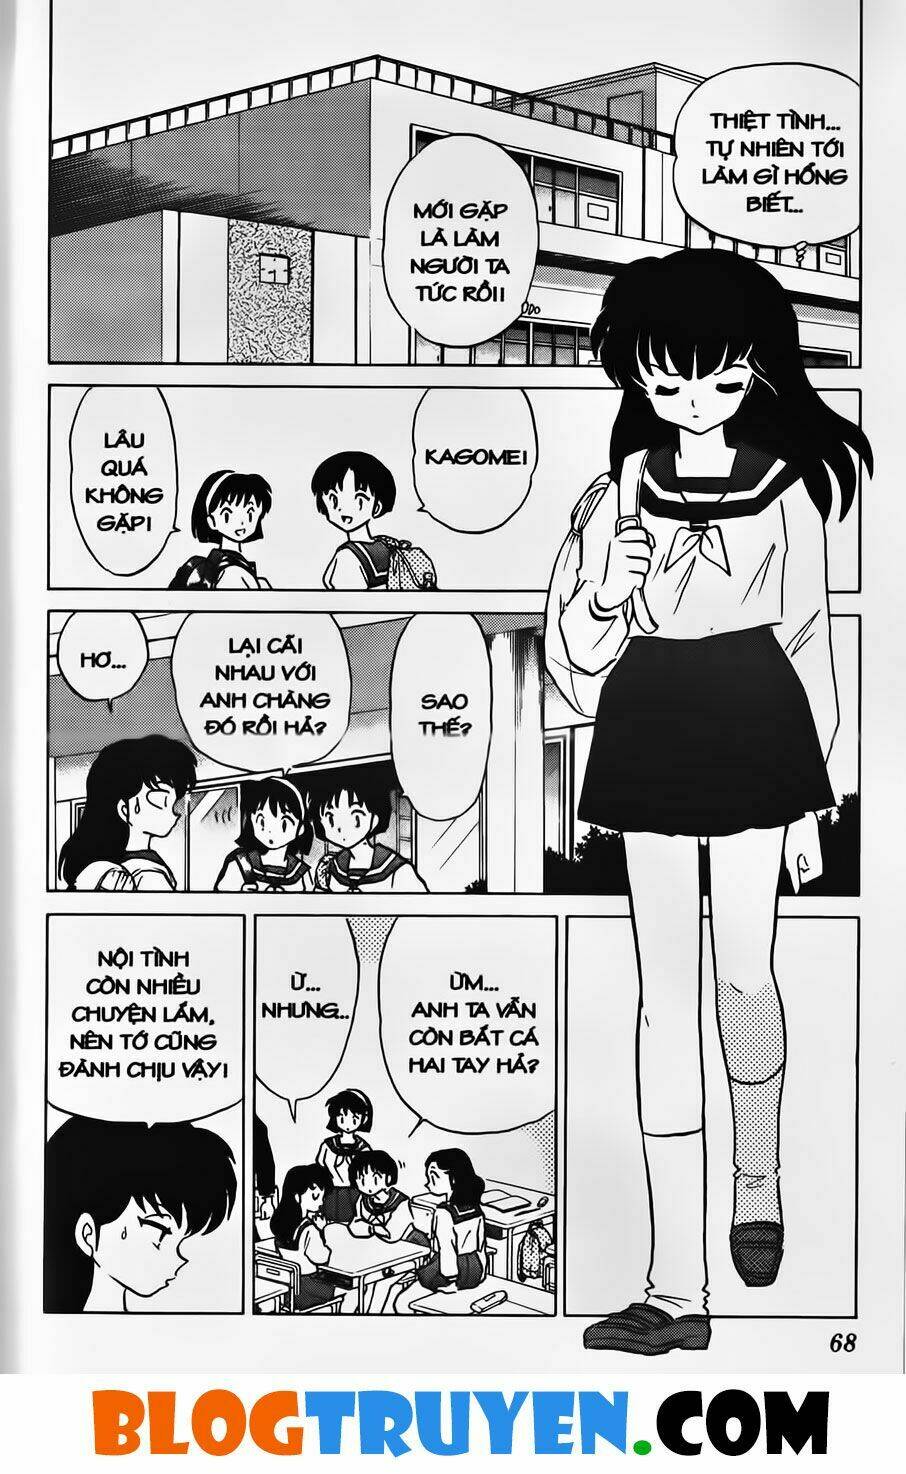 THIỆT TÌNH...
TỰ NHIÊN TỚI
LÀM GÌ HỔNG
BIẾT...
MỚI GẶP
LÀ LÀM
NGƯỜI TA
TỨC RỒI!
KAGOME!
LÂU
QUÁ
KHÔNG
GẶP!
SAO
THẾ?
LẠI CÃI
NHAU VỚI
ANH CHÀNG
ĐÓ RỒI HẢ?
HƠ...
ỪM...
ANH TA VẪN
CÒN BẮT CÁ
HAI TAY HẢ?
Ừ...
NHƯNG...
NỘI TÌNH
CÒN NHIỀU
CHUYỆN LẮM,
NÊN TỚ CŨNG
ĐÀNH CHỊU VẬY!
68
BLOGTRUYEN.COM